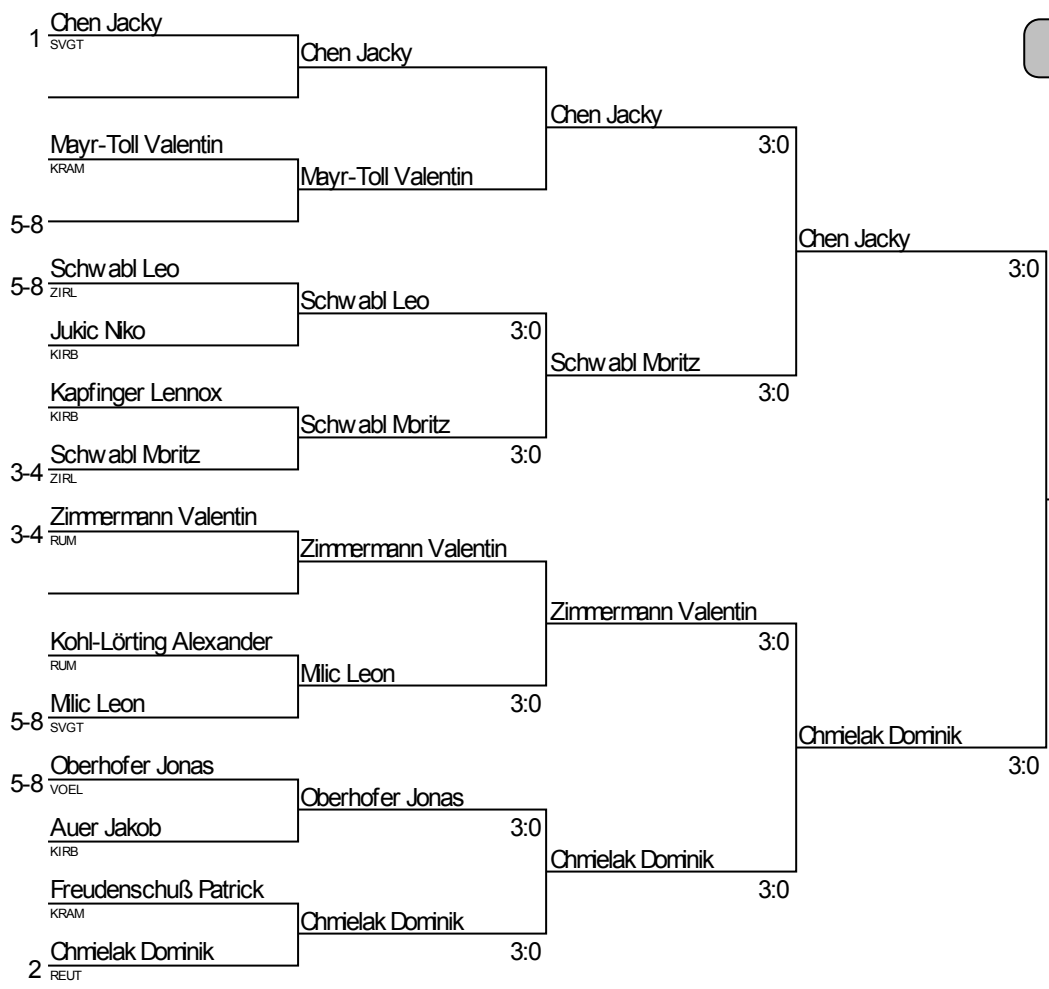 1 Chen Jacky
SVGT
Chen Jacky
Chen Jacky
3:0
Mayr-Toll Valentin
KRAM
Mayr-Toll Valentin
5-8
Chen Jacky
3:0
5-8 Schwabl Leo
ZIRL
Schwabl Leo
3:0
Jukic Niko
KIRB
Schwabl Moritz
3:0
Kapfinger Lennox
KIRB
Schwabl Moritz
3:0
3-4 Schwabl Moritz
ZIRL
3-4 Zimmermann Valentin
RUM
Zimmermann Valentin
Zimmermann Valentin
3:0
Kohl-Lörting Alexander
RUM
Milic Leon
3:0
5-8 Milic Leon
SVGT
Chmielak Dominik
3:0
5-8 Oberhofer Jonas
VOEL
Oberhofer Jonas
3:0
Auer Jakob
KIRB
Chmielak Dominik
3:0
Freudenschuß Patrick
KRAM
Chmielak Dominik
3:0
2 Chmielak Dominik
REUT